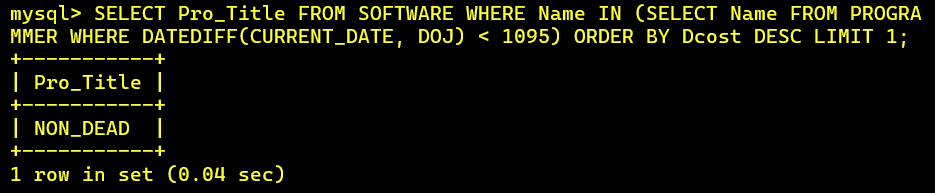 mysql> SELECT Pro_Title FROM SOFTWARE WHERE Name IN (SELECT Name FROM PROGRA
MMER WHERE DATEDIFF(CURRENT_DATE, DOJ) < 1095) ORDER BY Dcost DESC LIMIT 1;
+-----------+
| Pro_Title |
+-----------+
| NON_DEAD  |
+-----------+
1 row in set (0.04 sec)